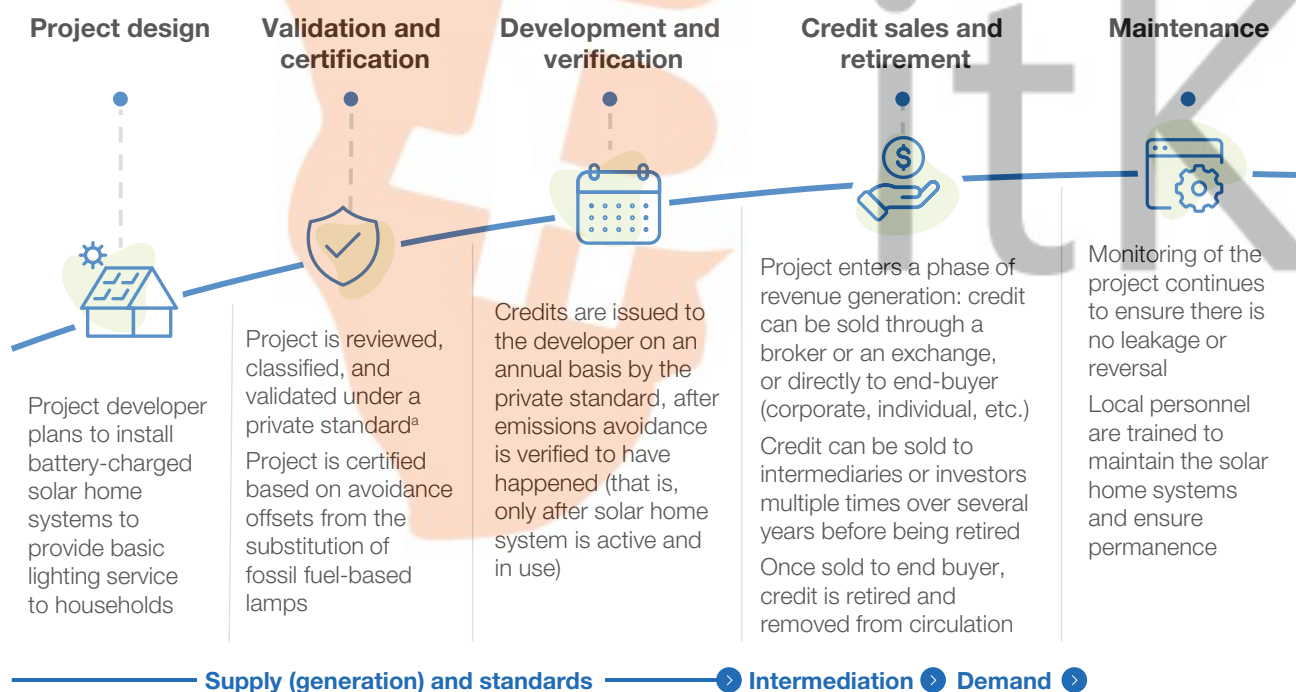 Project design
Validation and
certification
Development and
verification
Credit sales and
retirement
Maintenance
Project developer
plans to install
battery-charged
solar home
systems to
provide basic
lighting service
to households
Project is reviewed,
classified, and
validated under a
private standardᵃ
Project is certified
based on avoidance
offsets from the
substitution of
fossil fuel-based
lamps
Credits are issued to
the developer on an
annual basis by the
private standard, after
emissions avoidance
is verified to have
happened (that is,
only after solar home
system is active and
in use)
Project enters a phase of
revenue generation: credit
can be sold through a
broker or an exchange,
or directly to end-buyer
(corporate, individual, etc.)
Credit can be sold to
intermediaries or investors
multiple times over several
years before being retired
Once sold to end buyer,
credit is retired and
removed from circulation
Monitoring of the
project continues
to ensure there is
no leakage or
reversal
Local personnel
are trained to
maintain the solar
home systems
and ensure
permanence
Supply (generation) and standards
Intermediation
Demand
$
itK